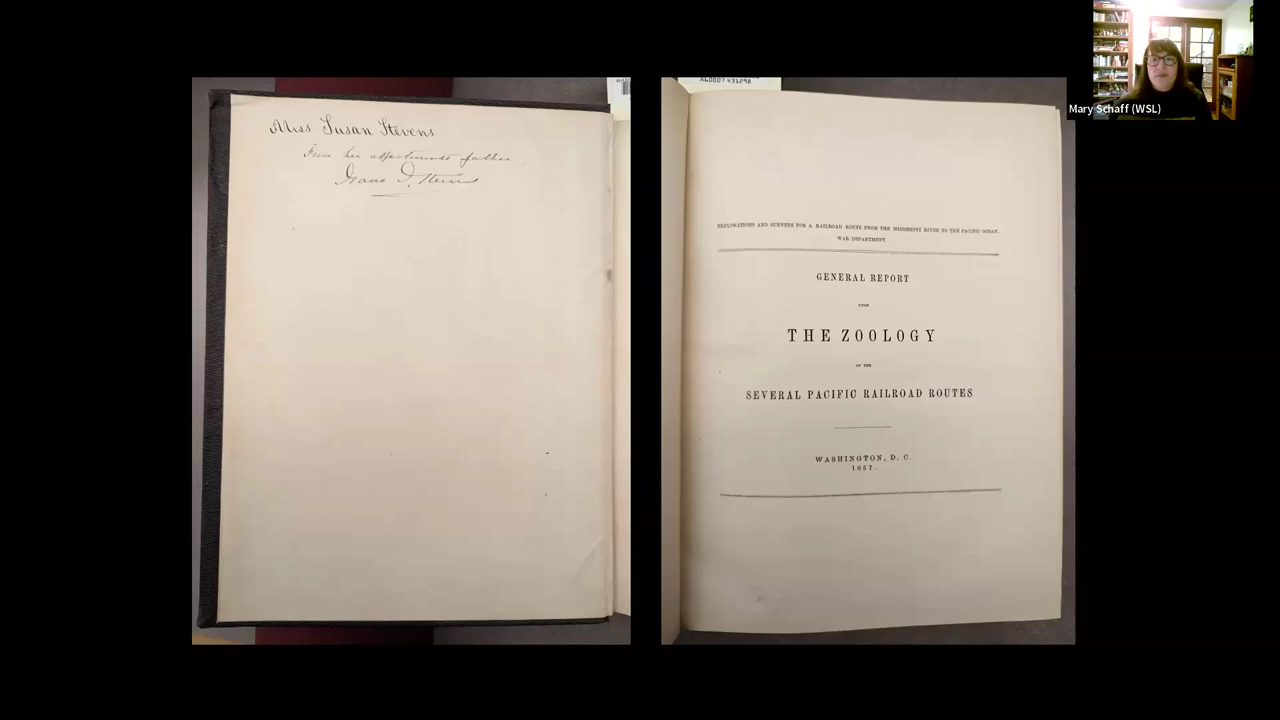 Miss Susan Stevens
From her affectionate father
Isaac I. Stevens
XL0007 431298
EXPLORATIONS AND SURVEYS FOR A RAILROAD ROUTE FROM THE MISSISSIPPI RIVER TO THE PACIFIC OCEAN.
WAR DEPARTMENT.
GENERAL REPORT
UPON
THE ZOOLOGY
OF THE
SEVERAL PACIFIC RAILROAD ROUTES
WASHINGTON, D. C.
1857.
Mary Schaff (WSL)